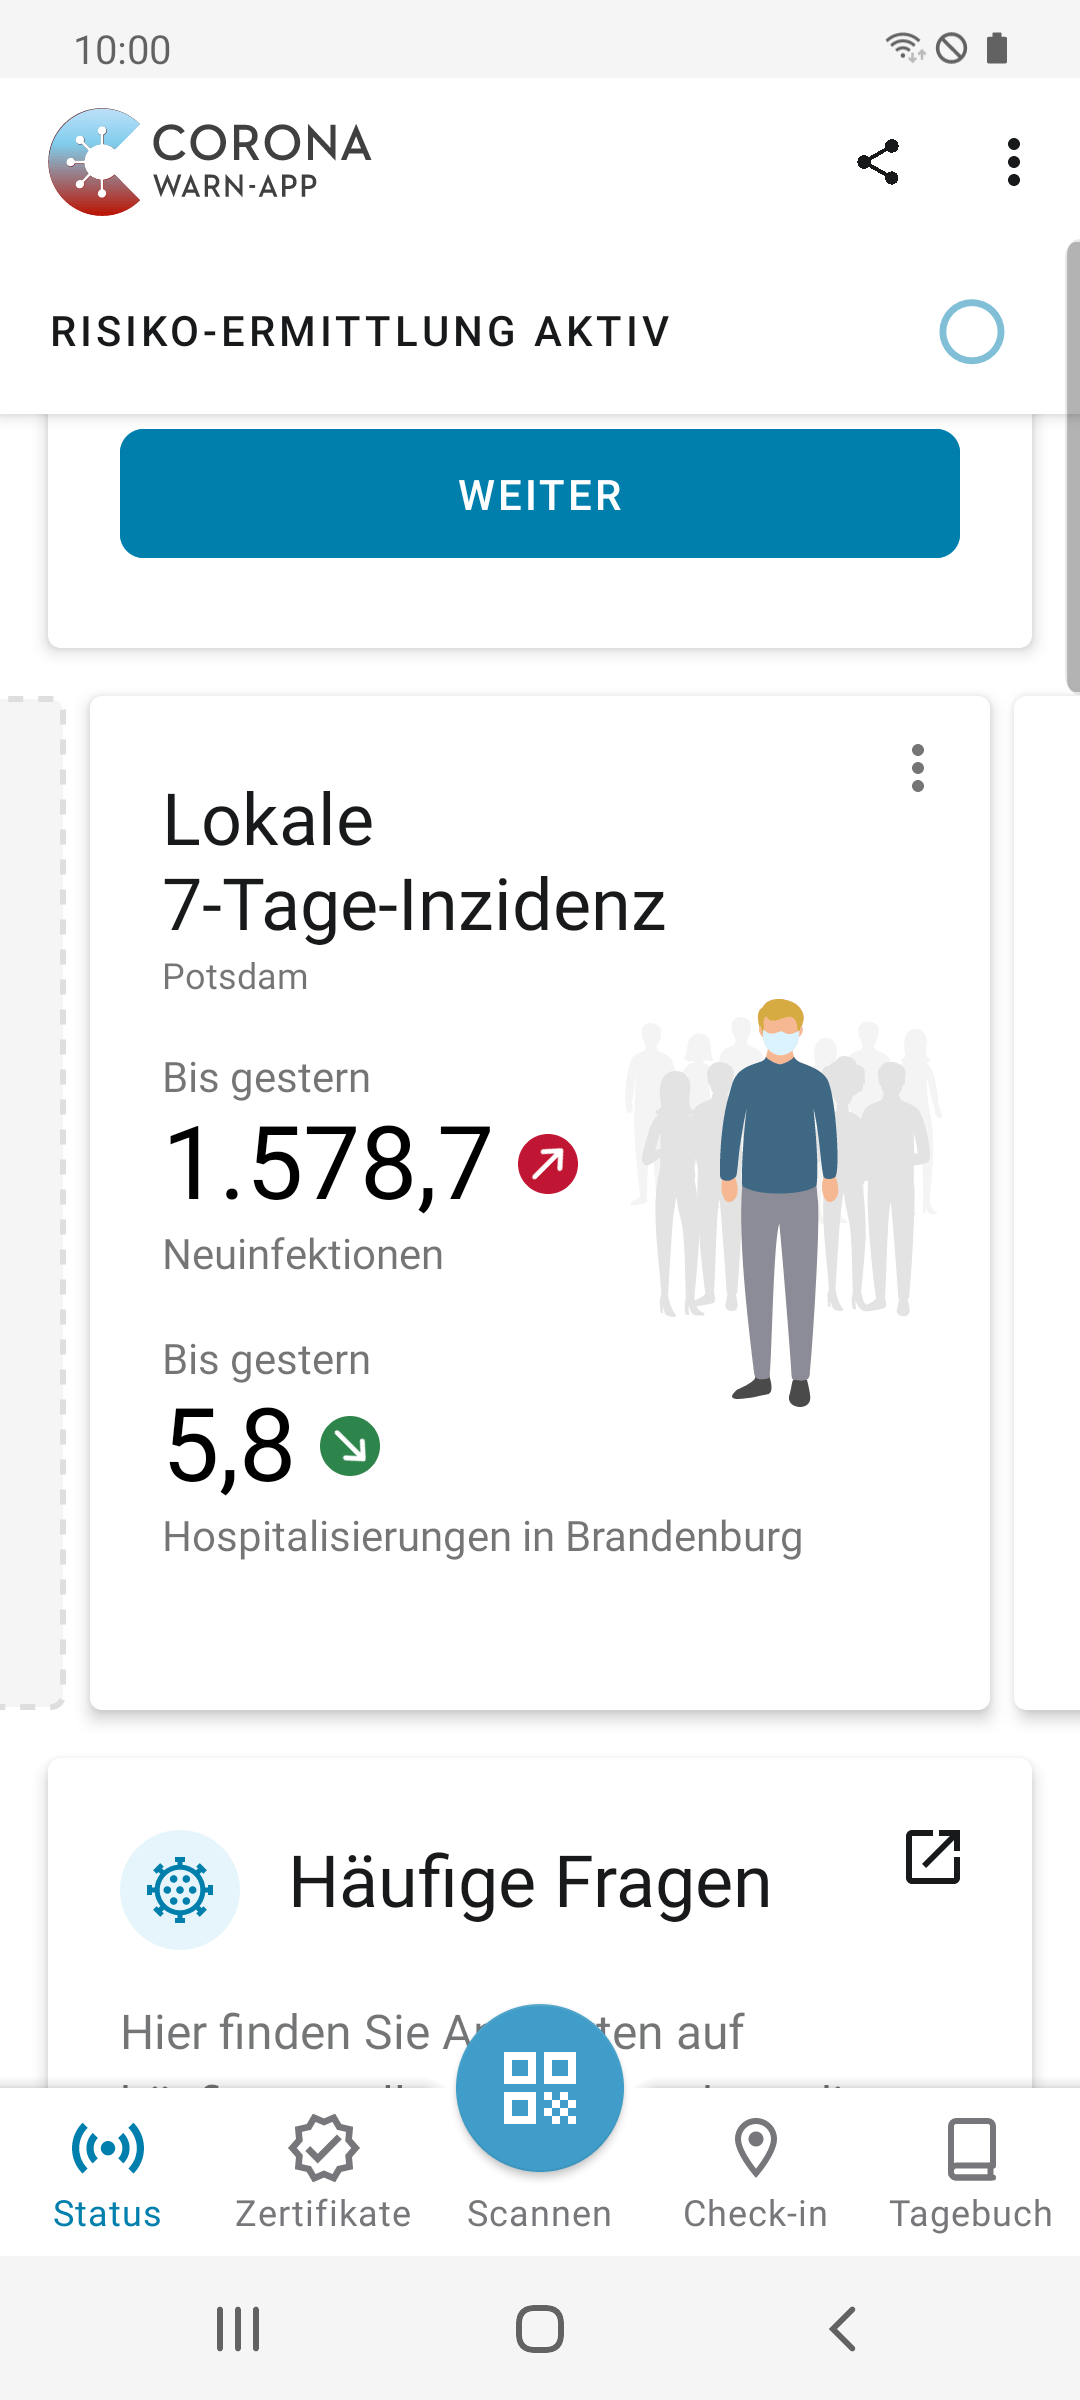 10:00
CORONA
WARN-APP
RISIKO-ERMITTLUNG AKTIV
WEITER
Lokale
7-Tage-Inzidenz
Potsdam
Bis gestern
1.578,7
Neuinfektionen
Bis gestern
5,8
Hospitalisierungen in Brandenburg
Häufige Fragen
Hier finden Sie auf
Status
Zertifikate
Scannen
Check-in
Tagebuch